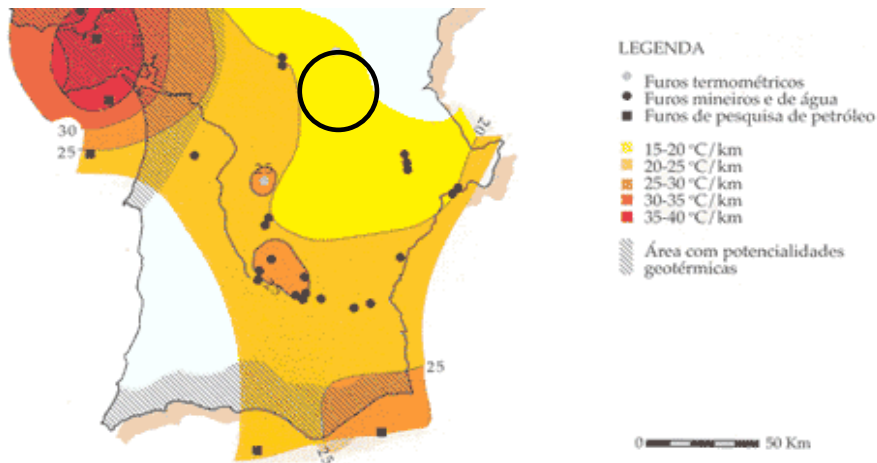 LEGENDA
Furos termométricos
Furos mineiros e de água
Furos de pesquisa de petróleo
15-20 °C/km
20-25 °C/km
25-30 °C/km
30-35 °C/km
35-40 °C/km
Área com potencialidades
geotérmicas
30
25
20
25
25
0 50 Km